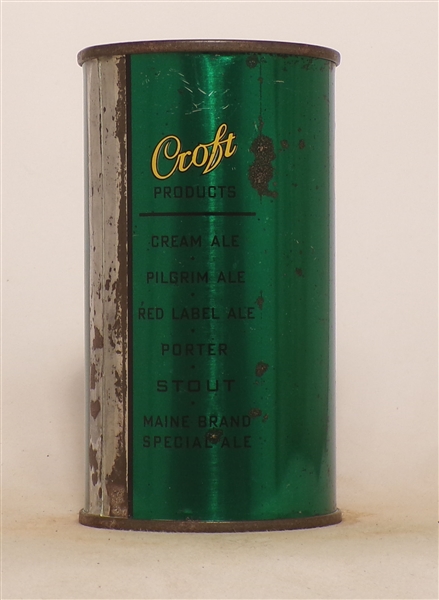 Croft
PRODUCTS
CREAM ALE
PILGRIM ALE
RED LABEL ALE
PORTER
STOUT
MAINE BRAND
SPECIAL ALE